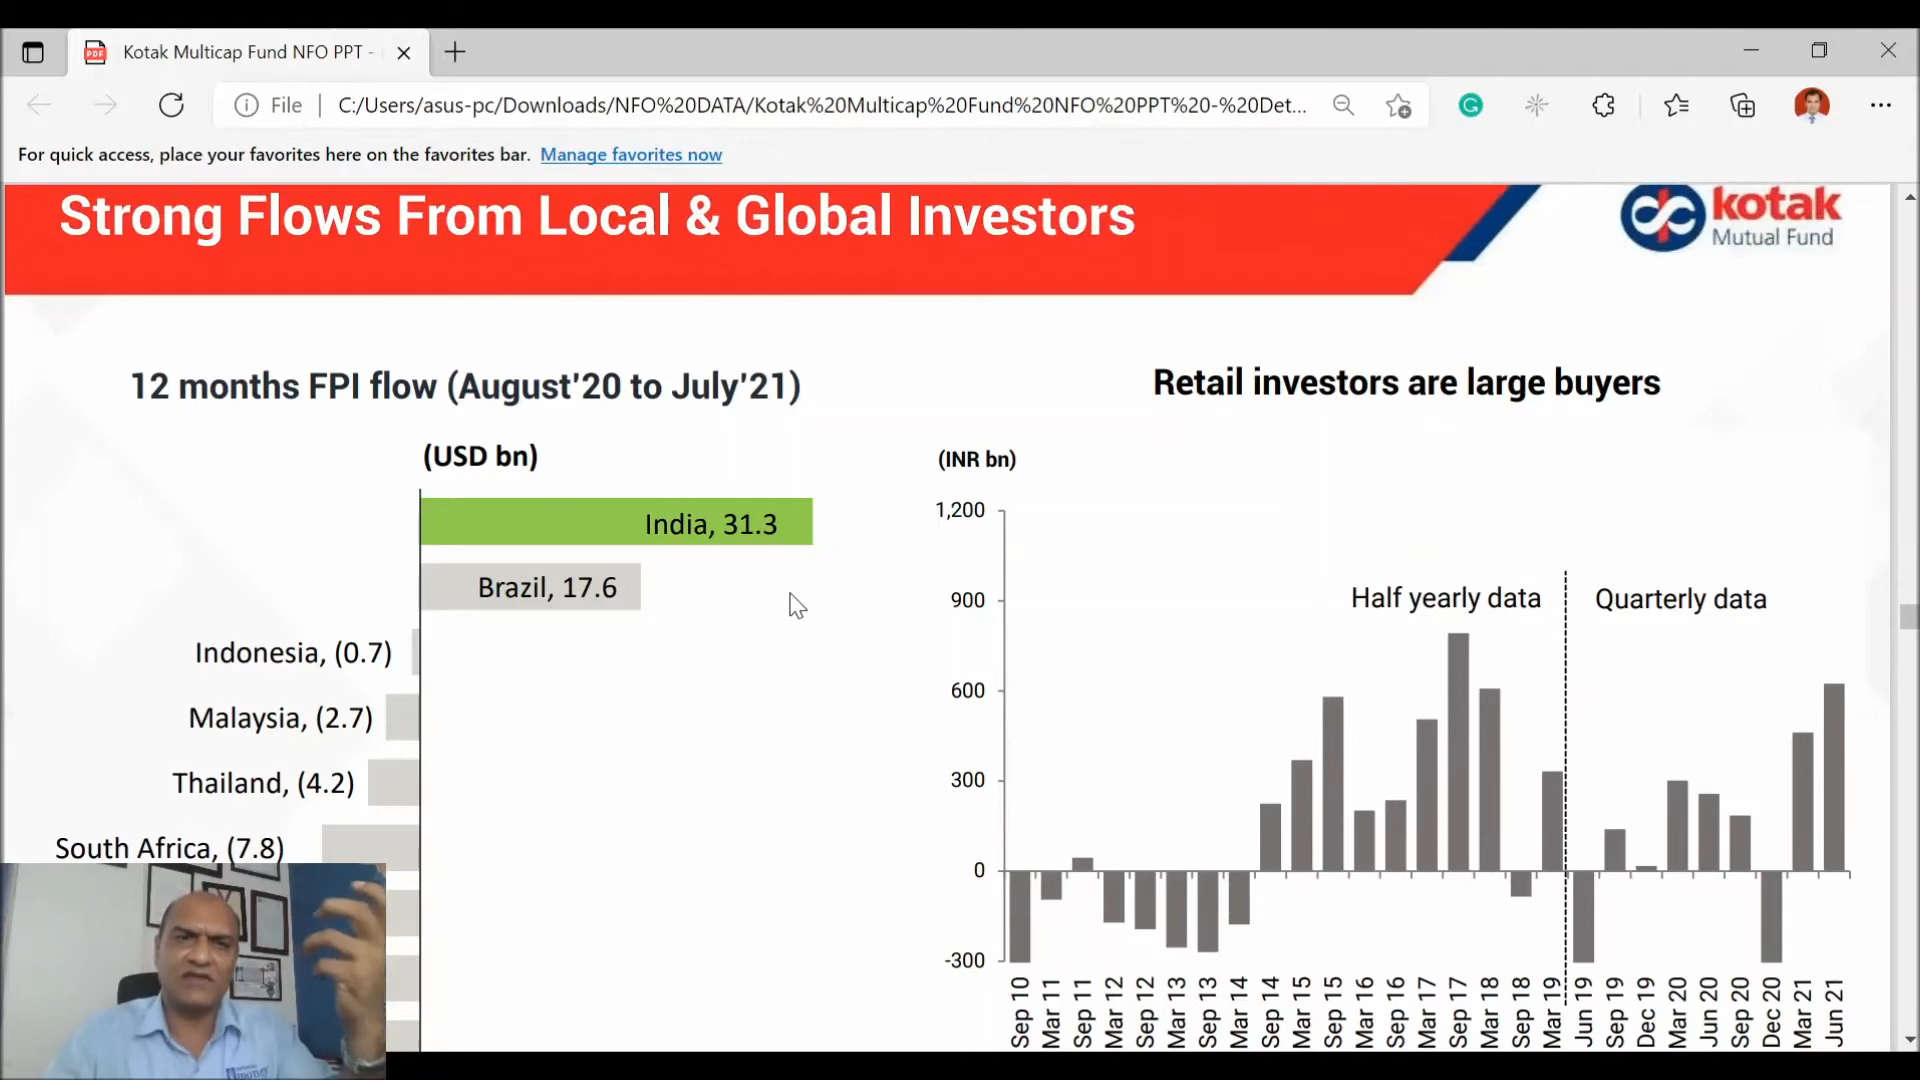 Kotak Multicap Fund NFO PPT -
File
C:/Users/asus-pc/Downloads/NFO%20DATA/Kotak%20Multicap%20Fund%20NFO%20PPT%20-%20Det...
For quick access, place your favorites here on the favorites bar. Manage favorites now
Strong Flows From Local & Global Investors
kotak
Mutual Fund
12 months FPI flow (August'20 to July'21)
(USD bn)
India, 31.3
Brazil, 17.6
Indonesia, (0.7)
Malaysia, (2.7)
Thailand, (4.2)
South Africa, (7.8)
Retail investors are large buyers
(INR bn)
1,200
900
600
300
0
-300
Half yearly data
Quarterly data
Sep 10
Mar 11
Sep 11
Mar 12
Sep 12
Mar 13
Sep 13
Mar 14
Sep 14
Mar 15
Sep 15
Mar 16
Sep 16
Mar 17
Sep 17
Mar 18
Sep 18
Mar 19
Jun 19
Sep 19
Dec 19
Mar 20
Jun 20
Sep 20
Dec 20
Mar 21
Jun 21
money